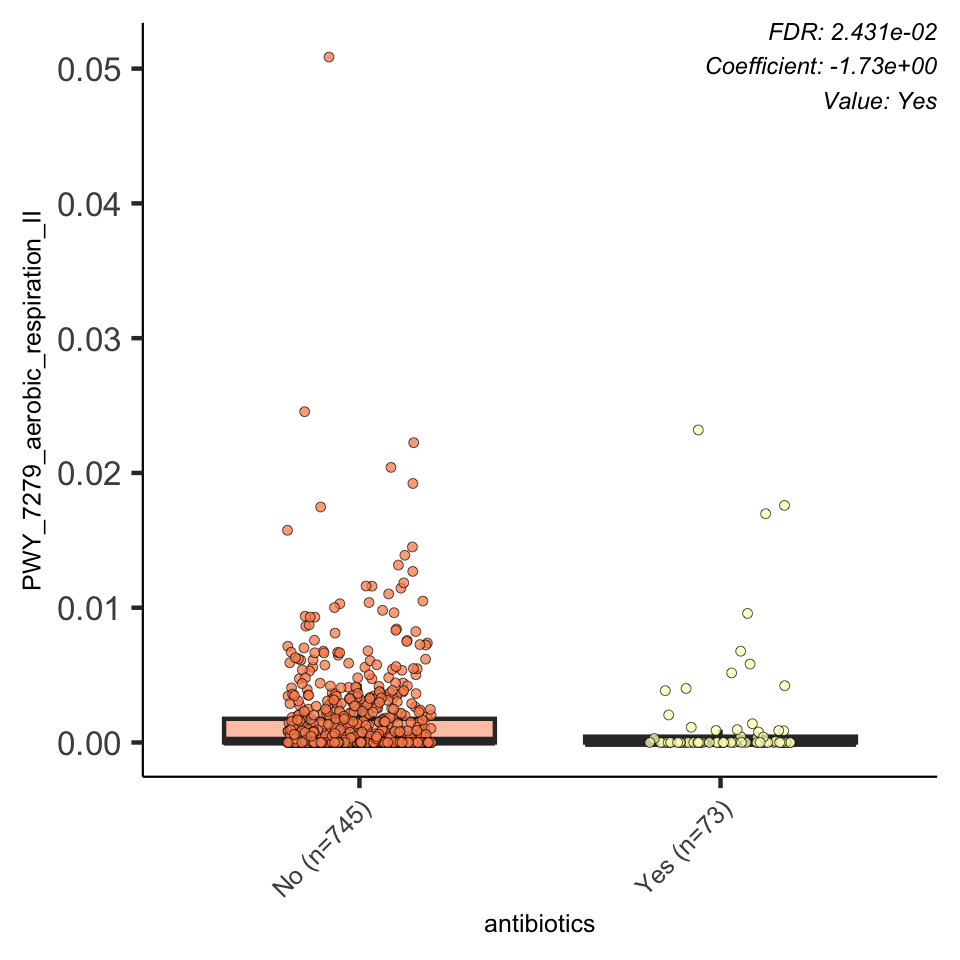 FDR: 2.431e-02
Coefficient: -1.73e+00
Value: Yes
PWY_7279_aerobic_respiration_II
0.05
0.04
0.03
0.02
0.01
0.00
No (n=745)
Yes (n=73)
antibiotics